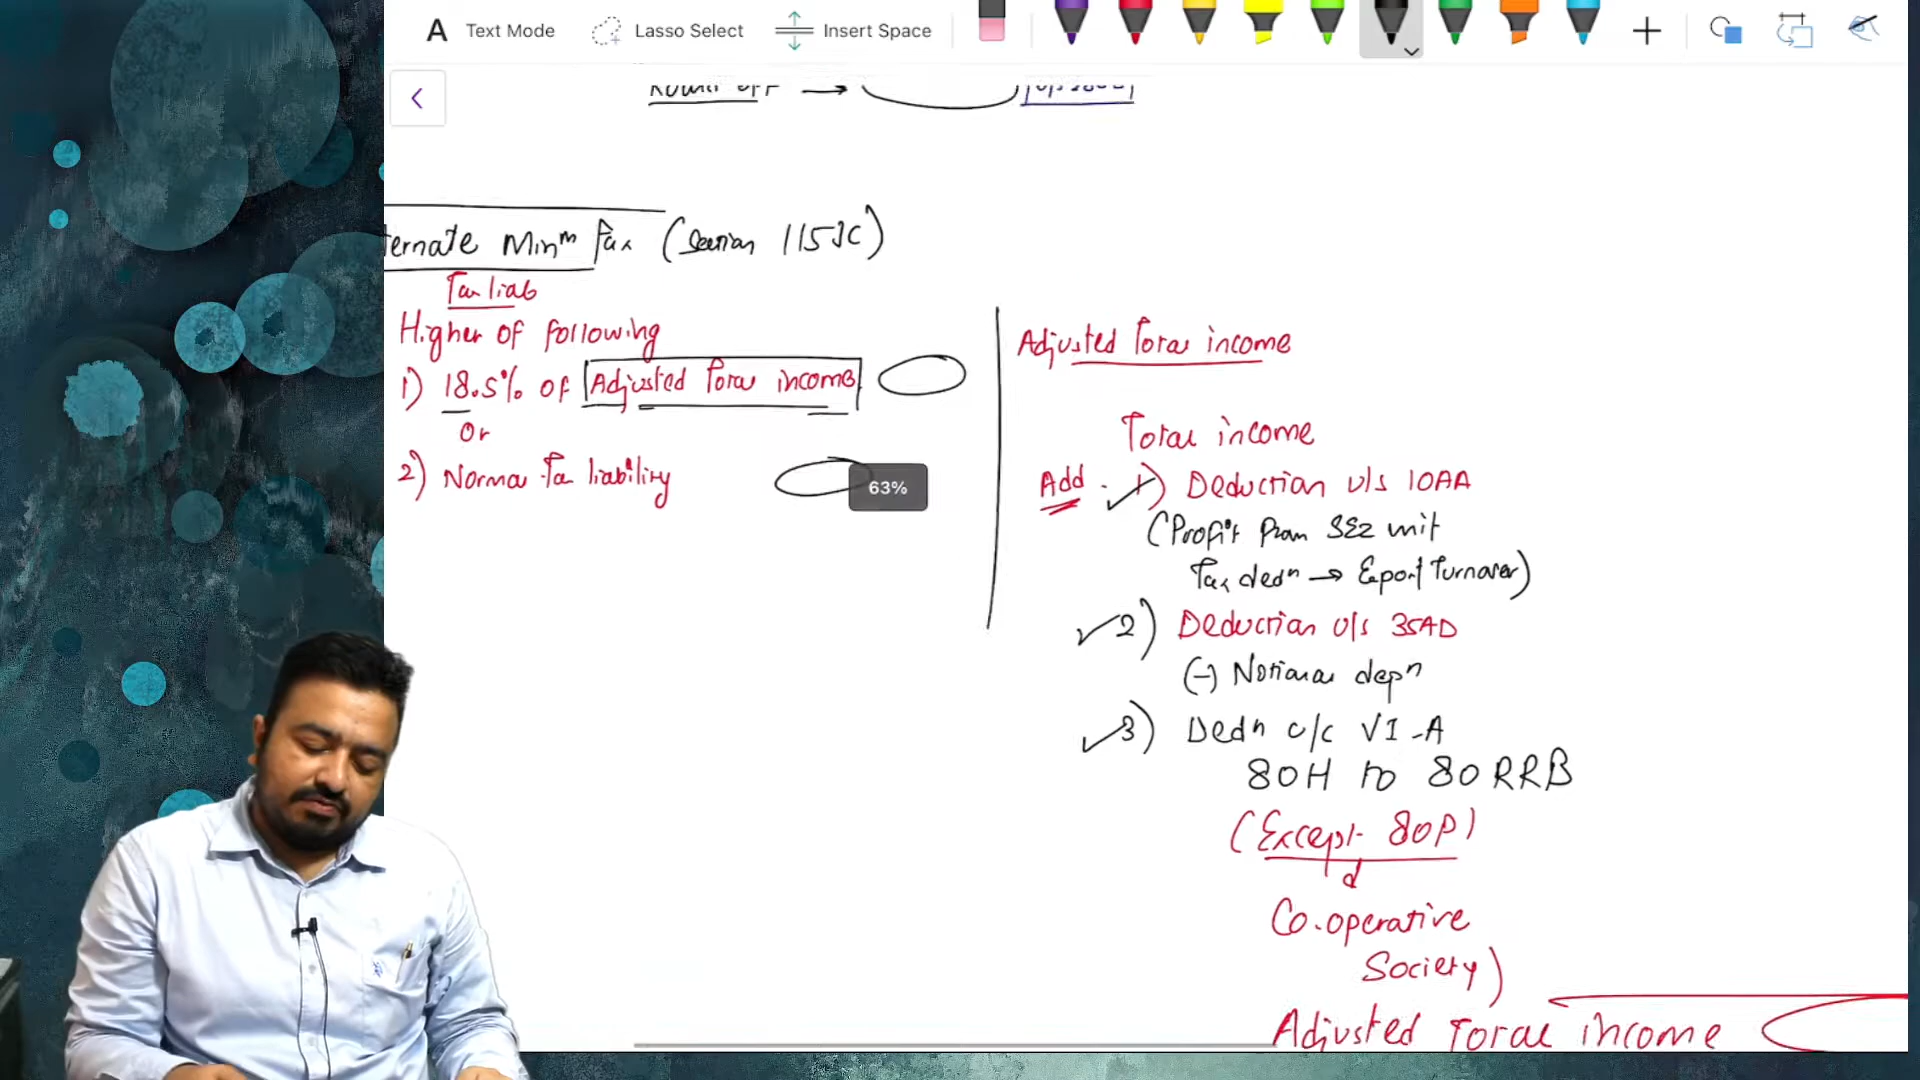 A Text Mode Lasso Select Insert Space
Round off →
ternate Minᵐ Tax (Section 115JC)
Tax liab
Higher of following
1) 18.5% of Adjusted Total income
Or
2) Normal Tax liability
63%
Adjusted Total income
Total income
Add - 1) Deduction u/s 10AA
(Profit from SEZ unit
Tax dedⁿ → Export Turnover)
2) Deduction u/s 35AD
(-) Notional depⁿ
3) Dedn u/c VI-A
80H to 80RRB
(Except 80P)
Co.operative
Society)
Adjusted Total income